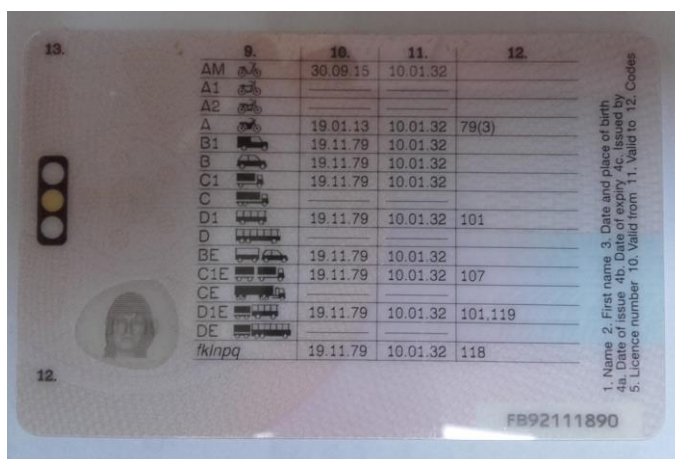 13.
9. 10. 11. 12.
AM 30.09.15 10.01.32
A1
A2
A 19.01.13 10.01.32 79(3)
B1 19.11.79 10.01.32
B 19.11.79 10.01.32
C1 19.11.79 10.01.32
C
D1 19.11.79 10.01.32 101
D
BE 19.11.79 10.01.32
C1E 19.11.79 10.01.32 107
CE
D1E 19.11.79 10.01.32 101,119
DE
fklnpq 19.11.79 10.01.32 118
12.
1. Name 2. First name 3. Date and place of birth
4a. Date of issue 4b. Date of expiry 4c. Issued by
5. Licence number 10. Valid from 11. Valid to 12. Codes
FB92111890